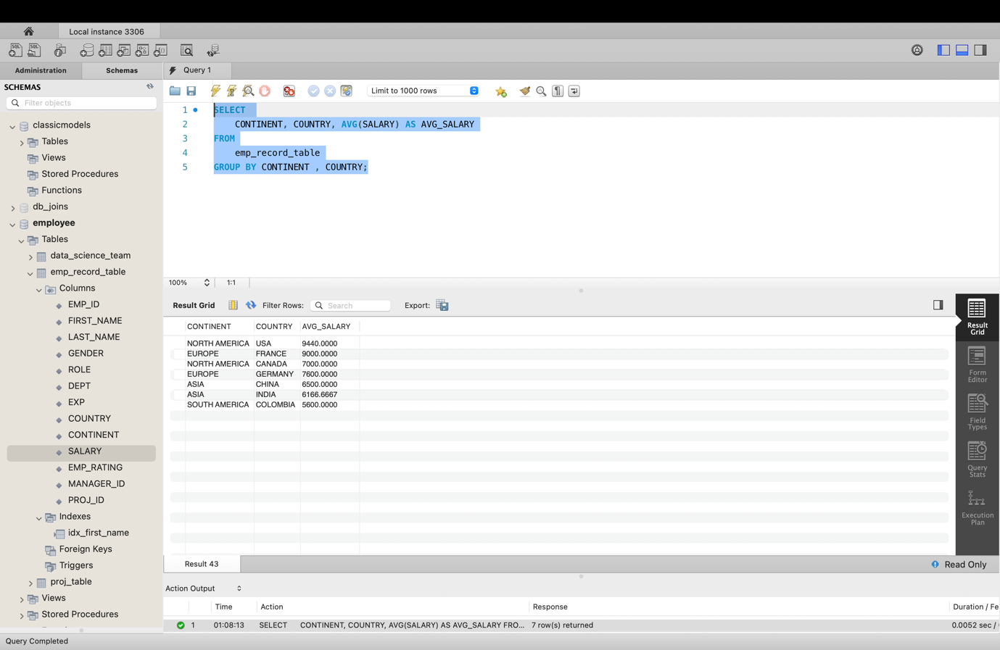 Local instance 3306
Administration
Schemas
Query 1
SCHEMAS
Filter objects
classicmodels
Tables
Views
Stored Procedures
Functions
db_joins
employee
Tables
data_science_team
emp_record_table
Columns
EMP_ID
FIRST_NAME
LAST_NAME
GENDER
ROLE
DEPT
EXP
COUNTRY
CONTINENT
SALARY
EMP_RATING
MANAGER_ID
PROJ_ID
Indexes
idx_first_name
Foreign Keys
Triggers
proj_table
Views
Stored Procedures
Limit to 1000 rows
1 SELECT
2 CONTINENT, COUNTRY, AVG(SALARY) AS AVG_SALARY
3 FROM
4 emp_record_table
5 GROUP BY CONTINENT , COUNTRY;
100% 1:1
Result Grid Filter Rows: Search Export:
CONTINENT COUNTRY AVG_SALARY
NORTH AMERICA USA 9440.0000
EUROPE FRANCE 9000.0000
NORTH AMERICA CANADA 7000.0000
EUROPE GERMANY 7600.0000
ASIA CHINA 6500.0000
ASIA INDIA 6166.6667
SOUTH AMERICA COLOMBIA 5600.0000
Result
Grid
Form
Editor
Field
Types
Query
Stats
Execution
Plan
Result 43
Read Only
Action Output
Time Action Response Duration / Fe
1 01:08:13 SELECT CONTINENT, COUNTRY, AVG(SALARY) AS AVG_SALARY FRO... 7 row(s) returned 0.0052 sec /
Query Completed